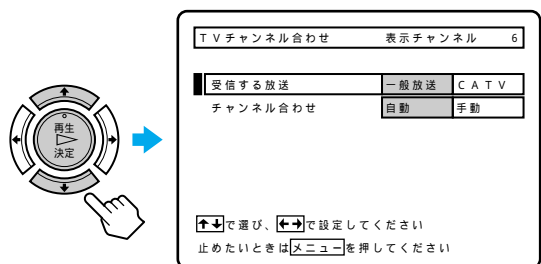 TVチャンネル合わせ 表示チャンネル 6
受信する放送 一般放送 CATV
チャンネル合わせ 自動 手動
再生
決定
↑↓で選び、←→で設定してください
止めたいときはメニューを押してください